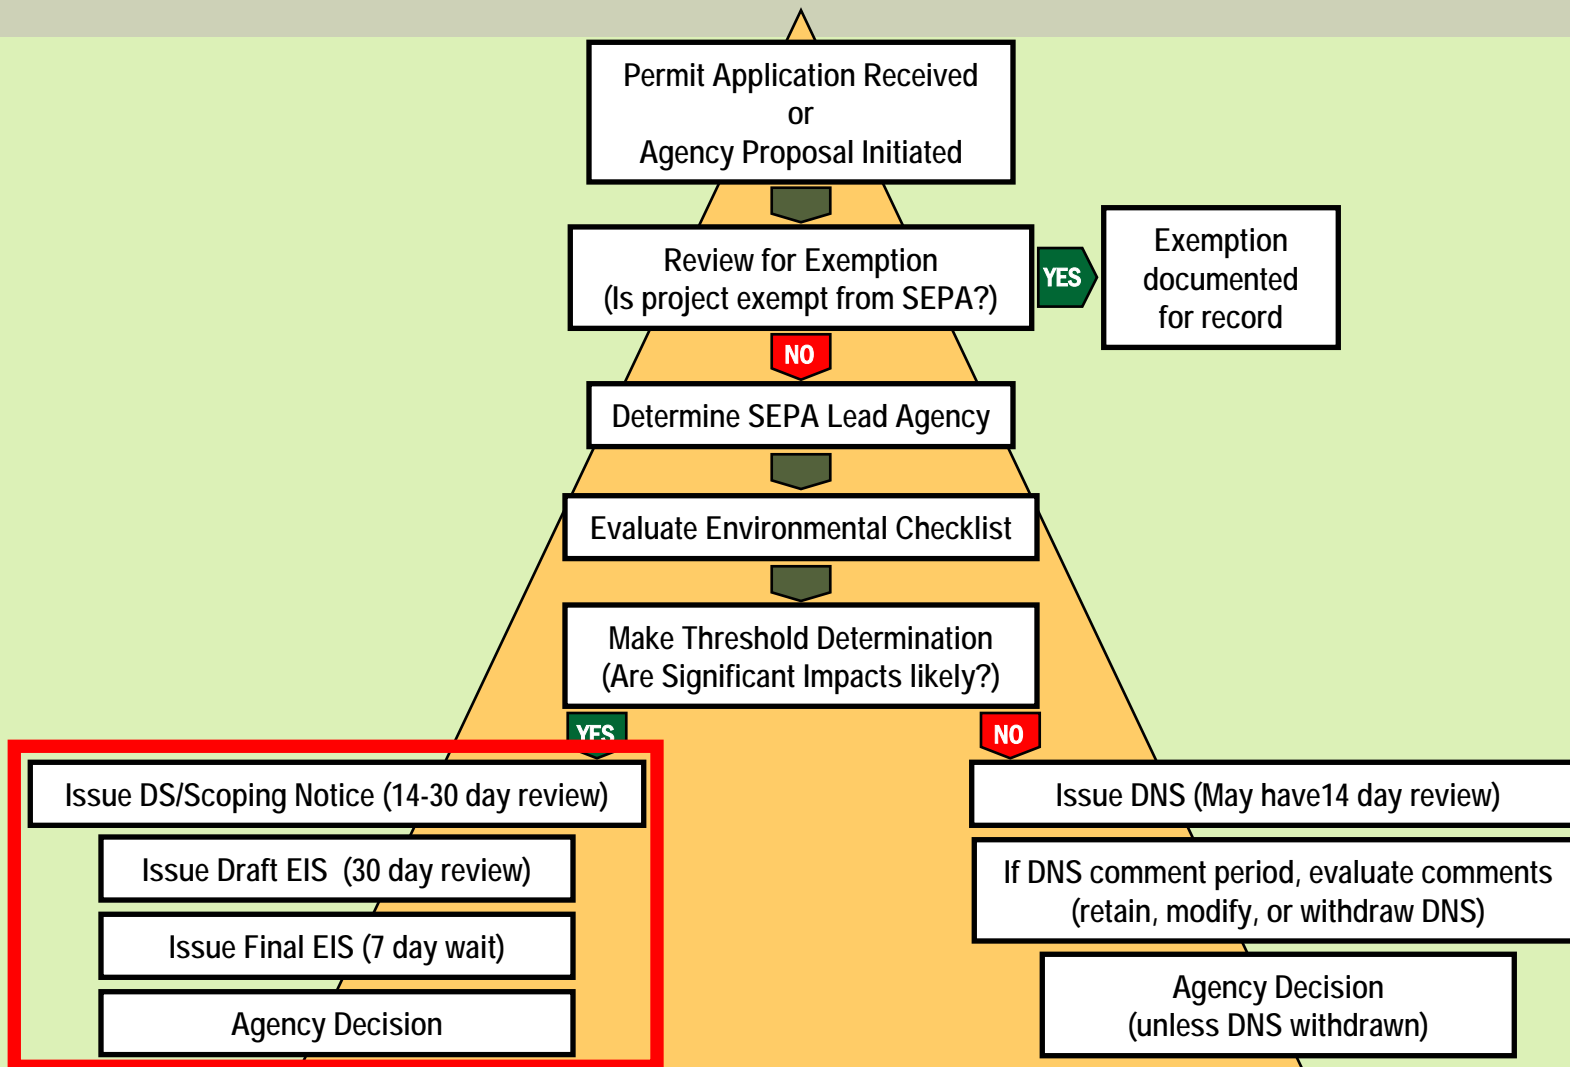 Permit Application Received
or
Agency Proposal Initiated
Review for Exemption
(Is project exempt from SEPA?)
YES
Exemption
documented
for record
NO
Determine SEPA Lead Agency
Evaluate Environmental Checklist
Make Threshold Determination
(Are Significant Impacts likely?)
YES
NO
Issue DS/Scoping Notice (14-30 day review)
Issue Draft EIS (30 day review)
Issue Final EIS (7 day wait)
Agency Decision
Issue DNS (May have14 day review)
If DNS comment period, evaluate comments
(retain, modify, or withdraw DNS)
Agency Decision
(unless DNS withdrawn)